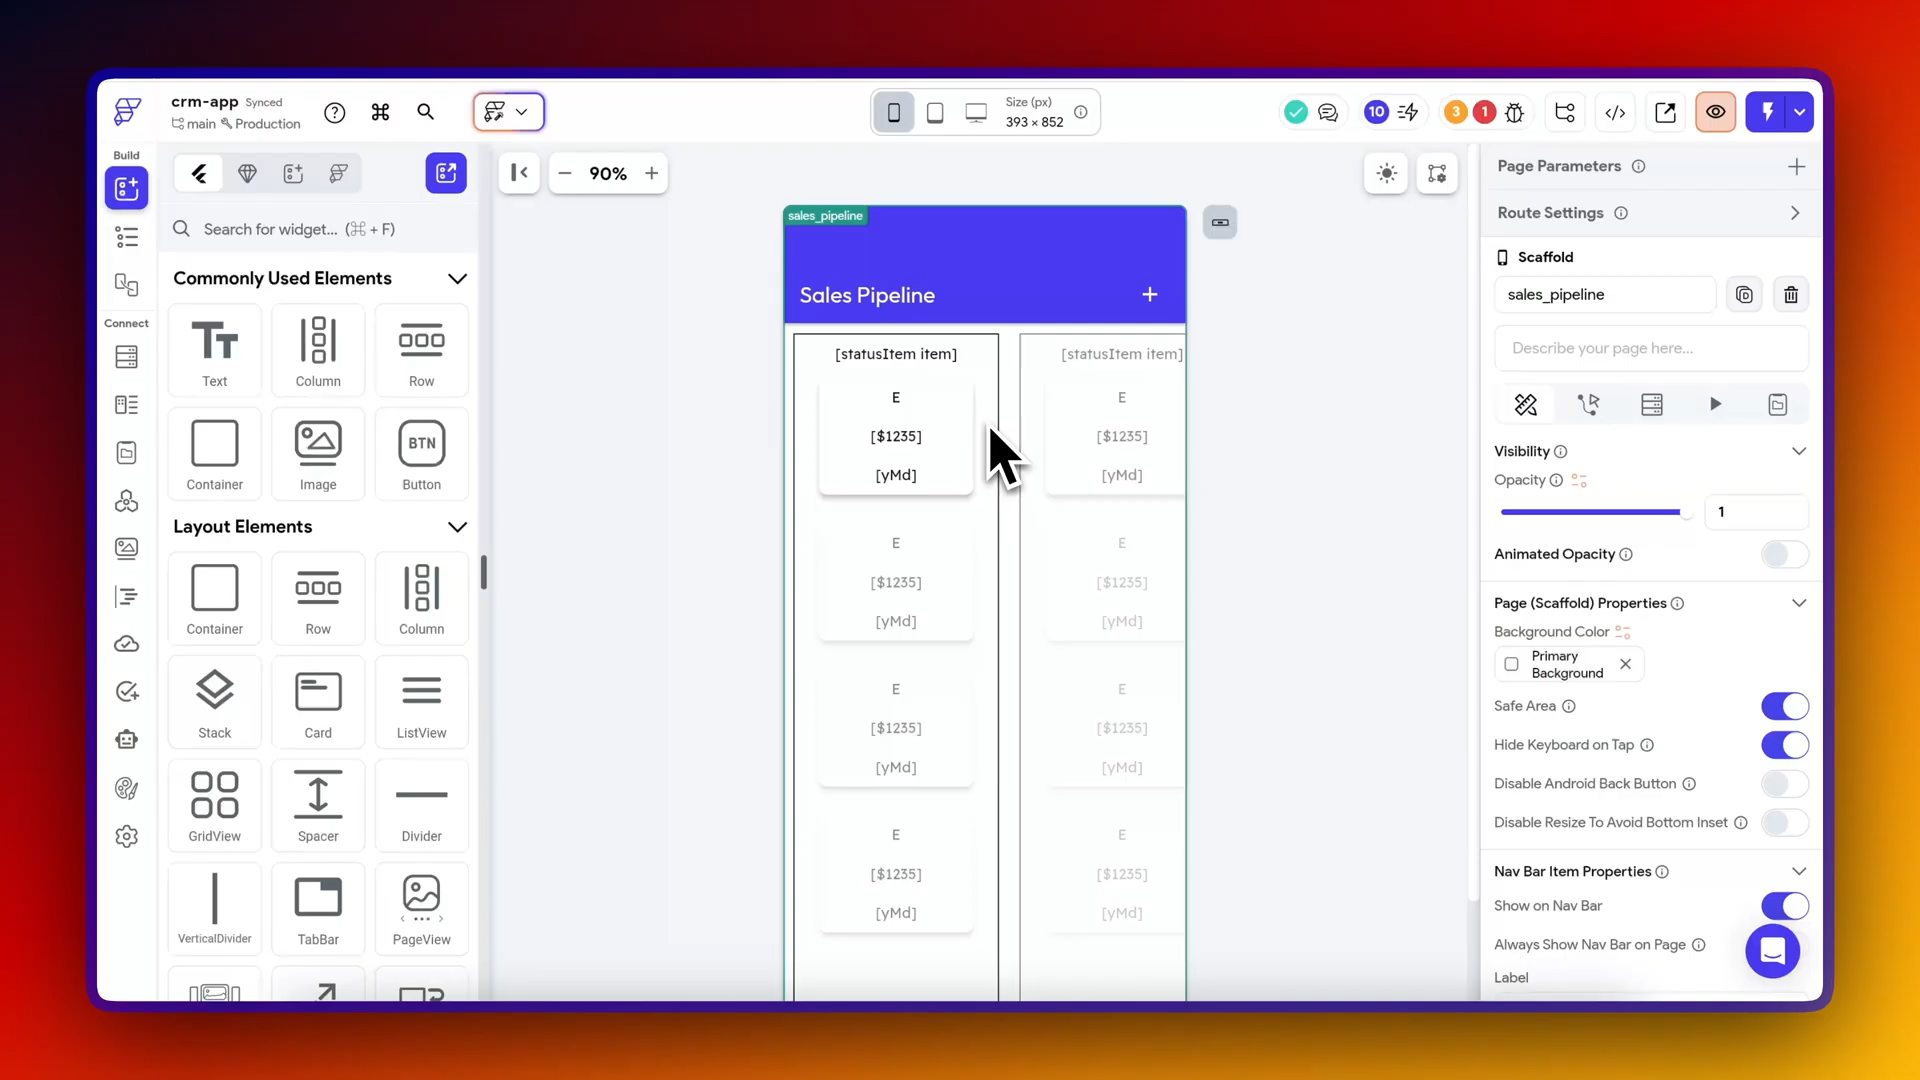 crm-app Synced
main Production
Size (px)
393 × 852
10
3
1
Build
Connect
Search for widget... (⌘ + F)
Commonly Used Elements
Text
Column
Row
Container
Image
BTN
Button
Layout Elements
Container
Row
Column
Stack
Card
ListView
GridView
Spacer
Divider
VerticalDivider
TabBar
PageView
90%
sales_pipeline
Sales Pipeline
[statusItem item]
E
[$1235]
[yMd]
E
[$1235]
[yMd]
E
[$1235]
[yMd]
E
[$1235]
[yMd]
[statusItem item]
E
[$1235]
[yMd]
E
[$1235]
[yMd]
E
[$1235]
[yMd]
E
[$1235]
[yMd]
Page Parameters
Route Settings
Scaffold
sales_pipeline
Describe your page here...
Visibility
Opacity
1
Animated Opacity
Page (Scaffold) Properties
Background Color
Primary
Background
Safe Area
Hide Keyboard on Tap
Disable Android Back Button
Disable Resize To Avoid Bottom Inset
Nav Bar Item Properties
Show on Nav Bar
Always Show Nav Bar on Page
Label